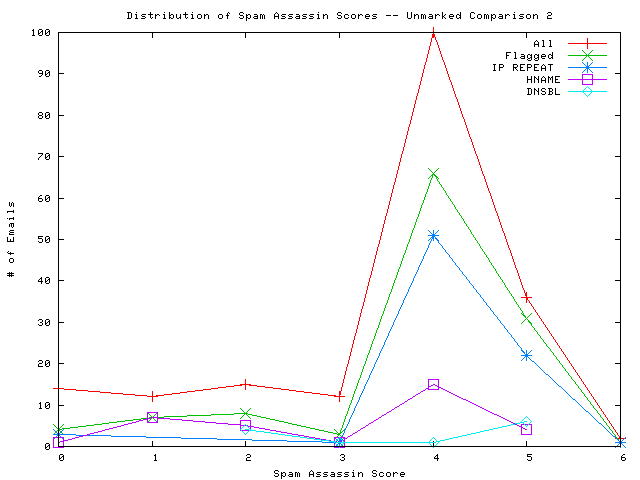 Distribution of Spam Assassin Scores -- Unmarked Comparison 2
All
Flagged
IP REPEAT
HNAME
DNSBL
100
90
80
70
60
50
40
30
20
10
0
# of Emails
0 1 2 3 4 5 6
Spam Assassin Score